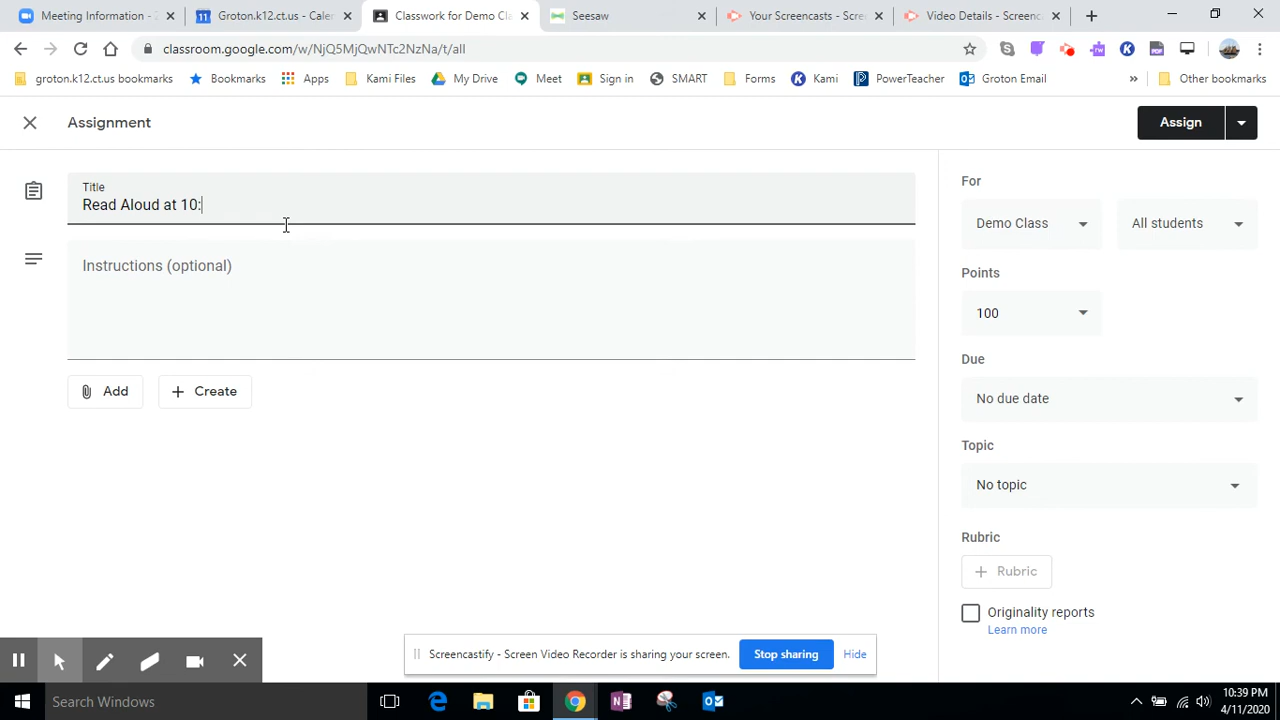 Meeting Information - Z
Groton.k12.ct.us - Caler
Classwork for Demo Cla
Seesaw
Your Screencasts - Scree
Video Details - Screenca
classroom.google.com/w/NjQ5MjQwNTc2NzNa/t/all
groton.k12.ct.us bookmarks
Bookmarks
Apps
Kami Files
My Drive
Meet
Sign in
SMART
Forms
Kami
PowerTeacher
Groton Email
»
Other bookmarks
Assignment
Assign
Title
Read Aloud at 10:
Instructions (optional)
Add
Create
For
Demo Class
All students
Points
100
Due
No due date
Topic
No topic
Rubric
+ Rubric
Originality reports
Learn more
Screencastify - Screen Video Recorder is sharing your screen.
Stop sharing
Hide
Search Windows
10:39 PM
4/11/2020